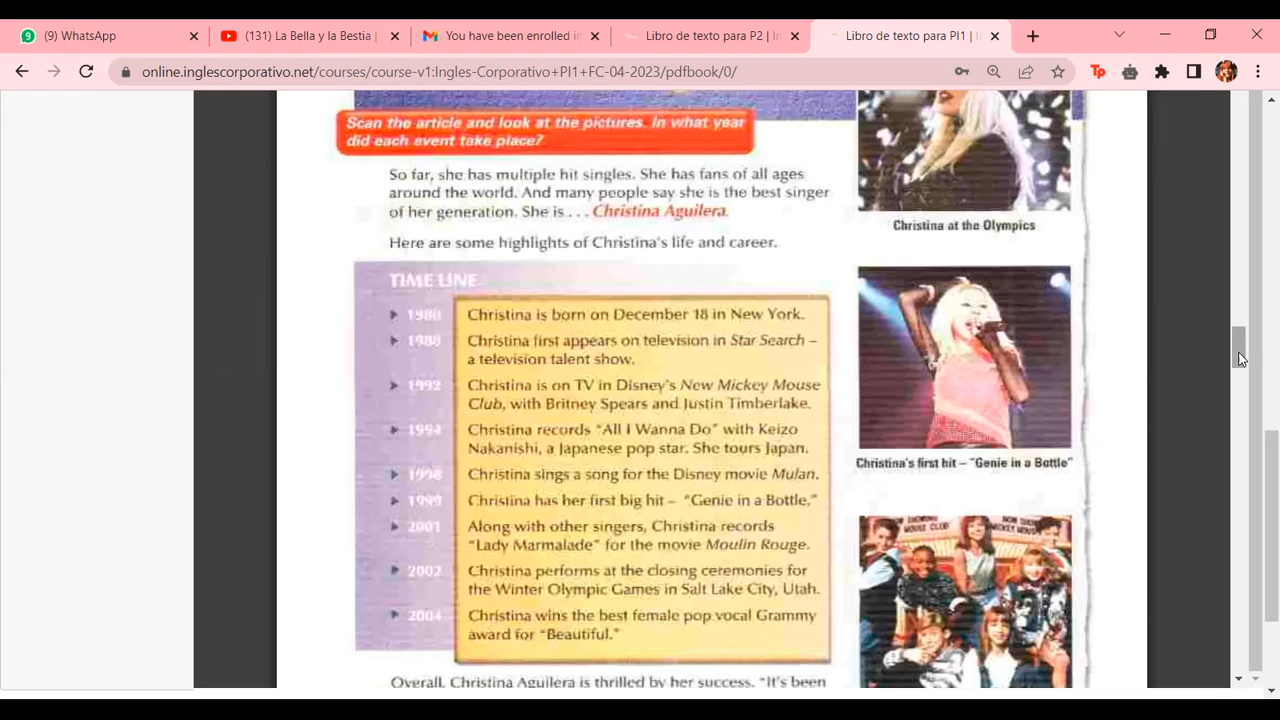 (9) WhatsApp
(131) La Bella y la Bestia |
You have been enrolled in
Libro de texto para P2 | In
Libro de texto para PI1 | In
online.inglescorporativo.net/courses/course-v1:Ingles-Corporativo+PI1+FC-04-2023/pdfbook/0/
Scan the article and look at the pictures. In what year
did each event take place?
So far, she has multiple hit singles. She has fans of all ages
around the world. And many people say she is the best singer
of her generation. She is . . . Christina Aguilera.
Here are some highlights of Christina's life and career.
TIME LINE
1980 Christina is born on December 18 in New York.
1988 Christina first appears on television in Star Search –
a television talent show.
1992 Christina is on TV in Disney's New Mickey Mouse
Club, with Britney Spears and Justin Timberlake.
1994 Christina records "All I Wanna Do" with Keizo
Nakanishi, a Japanese pop star. She tours Japan.
1998 Christina sings a song for the Disney movie Mulan.
1999 Christina has her first big hit – "Genie in a Bottle."
2001 Along with other singers, Christina records
"Lady Marmalade" for the movie Moulin Rouge.
2002 Christina performs at the closing ceremonies for
the Winter Olympic Games in Salt Lake City, Utah.
2004 Christina wins the best female pop vocal Grammy
award for "Beautiful."
Overall, Christina Aguilera is thrilled by her success. "It's been
Christina at the Olympics
Christina's first hit – "Genie in a Bottle"